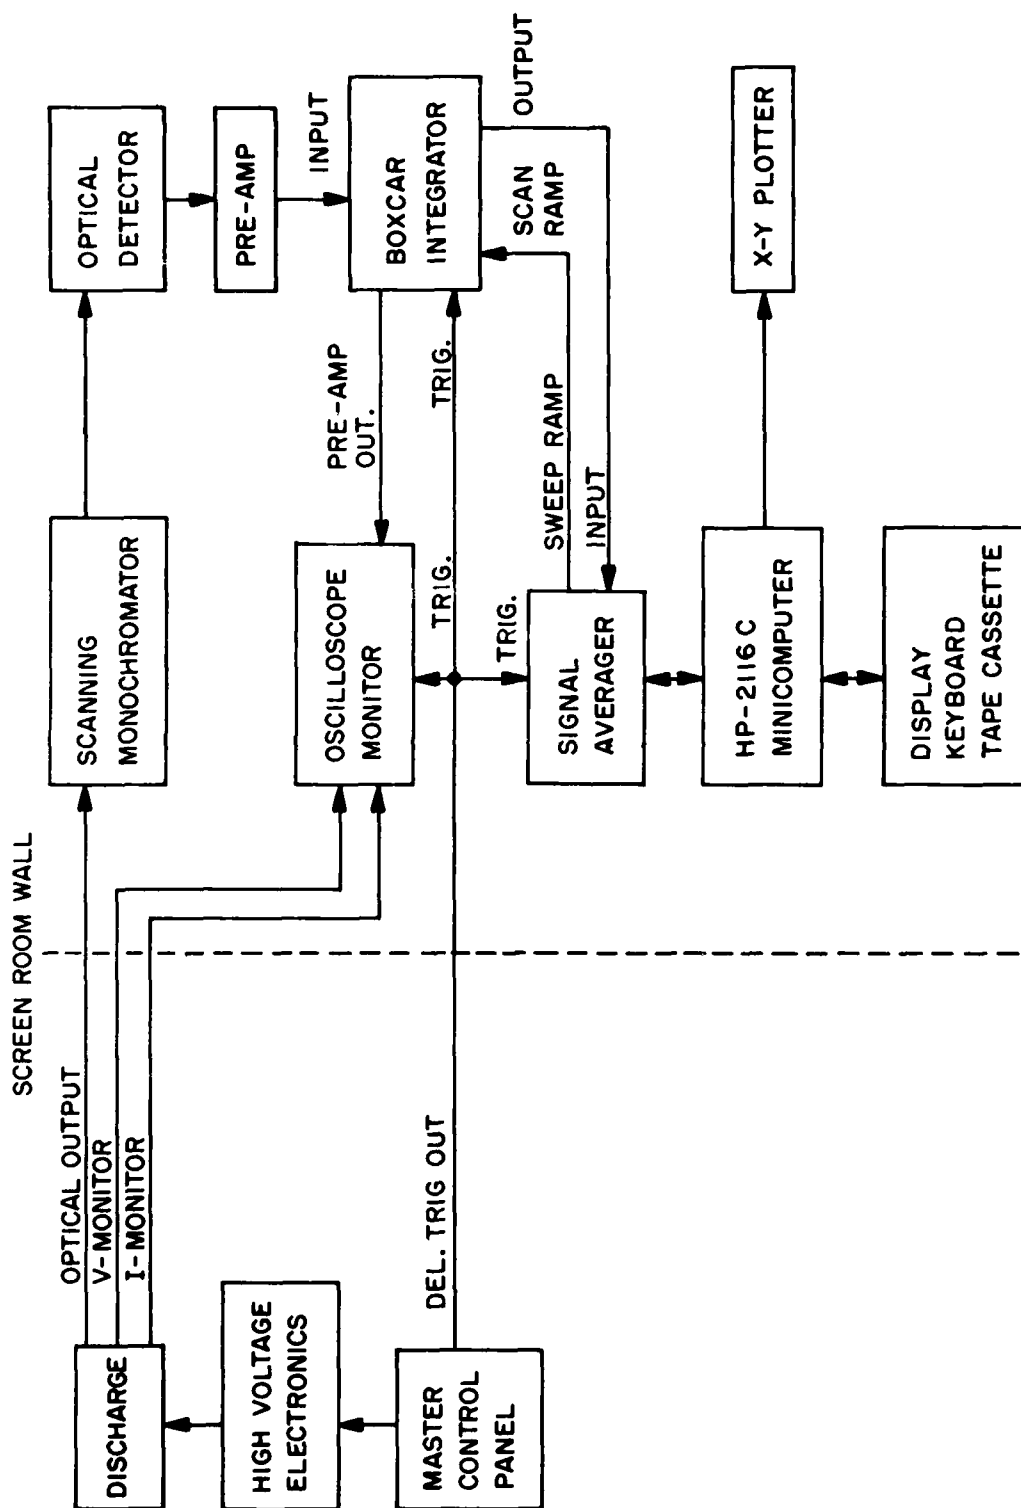 SCREEN ROOM WALL
OPTICAL OUTPUT
V-MONITOR
I-MONITOR
DISCHARGE
HIGH VOLTAGE
ELECTRONICS
MASTER
CONTROL
PANEL
DEL. TRIG OUT
SCANNING
MONOCHROMATOR
OPTICAL
DETECTOR
PRE-AMP
INPUT
OSCILLOSCOPE
MONITOR
PRE-AMP
OUT.
BOXCAR
INTEGRATOR
TRIG.
TRIG.
TRIG.
SCAN
RAMP
OUTPUT
SWEEP RAMP
INPUT
SIGNAL
AVERAGER
HP-2116C
MINICOMPUTER
X-Y PLOTTER
DISPLAY
KEYBOARD
TAPE CASSETTE